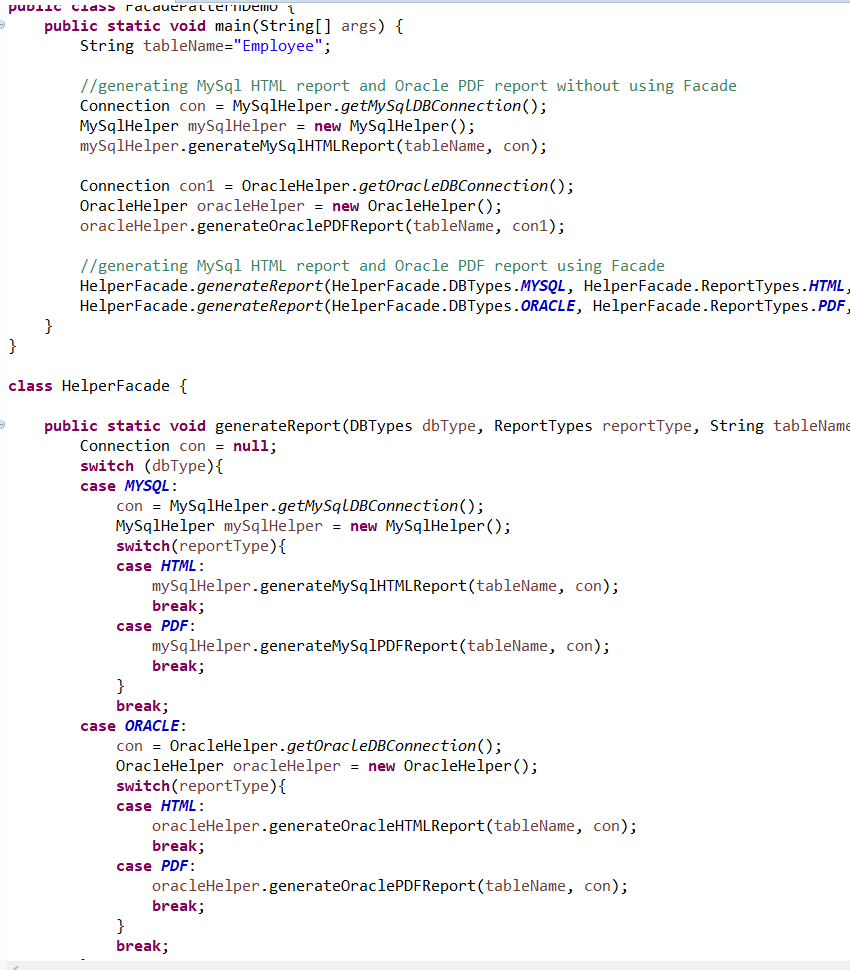 public class FacadePatternDemo {
    public static void main(String[] args) {
        String tableName="Employee";

        //generating MySql HTML report and Oracle PDF report without using Facade
        Connection con = MySqlHelper.getMySqlDBConnection();
        MySqlHelper mySqlHelper = new MySqlHelper();
        mySqlHelper.generateMySqlHTMLReport(tableName, con);

        Connection con1 = OracleHelper.getOracleDBConnection();
        OracleHelper oracleHelper = new OracleHelper();
        oracleHelper.generateOraclePDFReport(tableName, con1);

        //generating MySql HTML report and Oracle PDF report using Facade
        HelperFacade.generateReport(HelperFacade.DBTypes.MYSQL, HelperFacade.ReportTypes.HTML,
        HelperFacade.generateReport(HelperFacade.DBTypes.ORACLE, HelperFacade.ReportTypes.PDF,
    }
}

class HelperFacade {

    public static void generateReport(DBTypes dbType, ReportTypes reportType, String tableName
        Connection con = null;
        switch (dbType){
        case MYSQL:
            con = MySqlHelper.getMySqlDBConnection();
            MySqlHelper mySqlHelper = new MySqlHelper();
            switch(reportType){
            case HTML:
                mySqlHelper.generateMySqlHTMLReport(tableName, con);
                break;
            case PDF:
                mySqlHelper.generateMySqlPDFReport(tableName, con);
                break;
            }
            break;
        case ORACLE:
            con = OracleHelper.getOracleDBConnection();
            OracleHelper oracleHelper = new OracleHelper();
            switch(reportType){
            case HTML:
                oracleHelper.generateOracleHTMLReport(tableName, con);
                break;
            case PDF:
                oracleHelper.generateOraclePDFReport(tableName, con);
                break;
            }
            break;